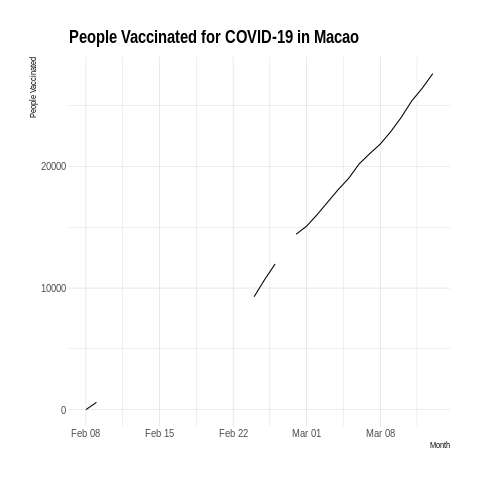 People Vaccinated for COVID-19 in Macao
People Vaccinated
20000
10000
0
Feb 08 Feb 15 Feb 22 Mar 01 Mar 08
Month